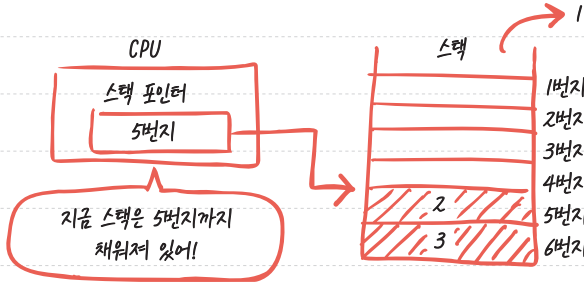 CPU
스택 포인터
5번지
지금 스택은 5번지까지
채워져 있어!
스택
1
1번지
2번지
3번지
4번지
2
5번지
3
6번지